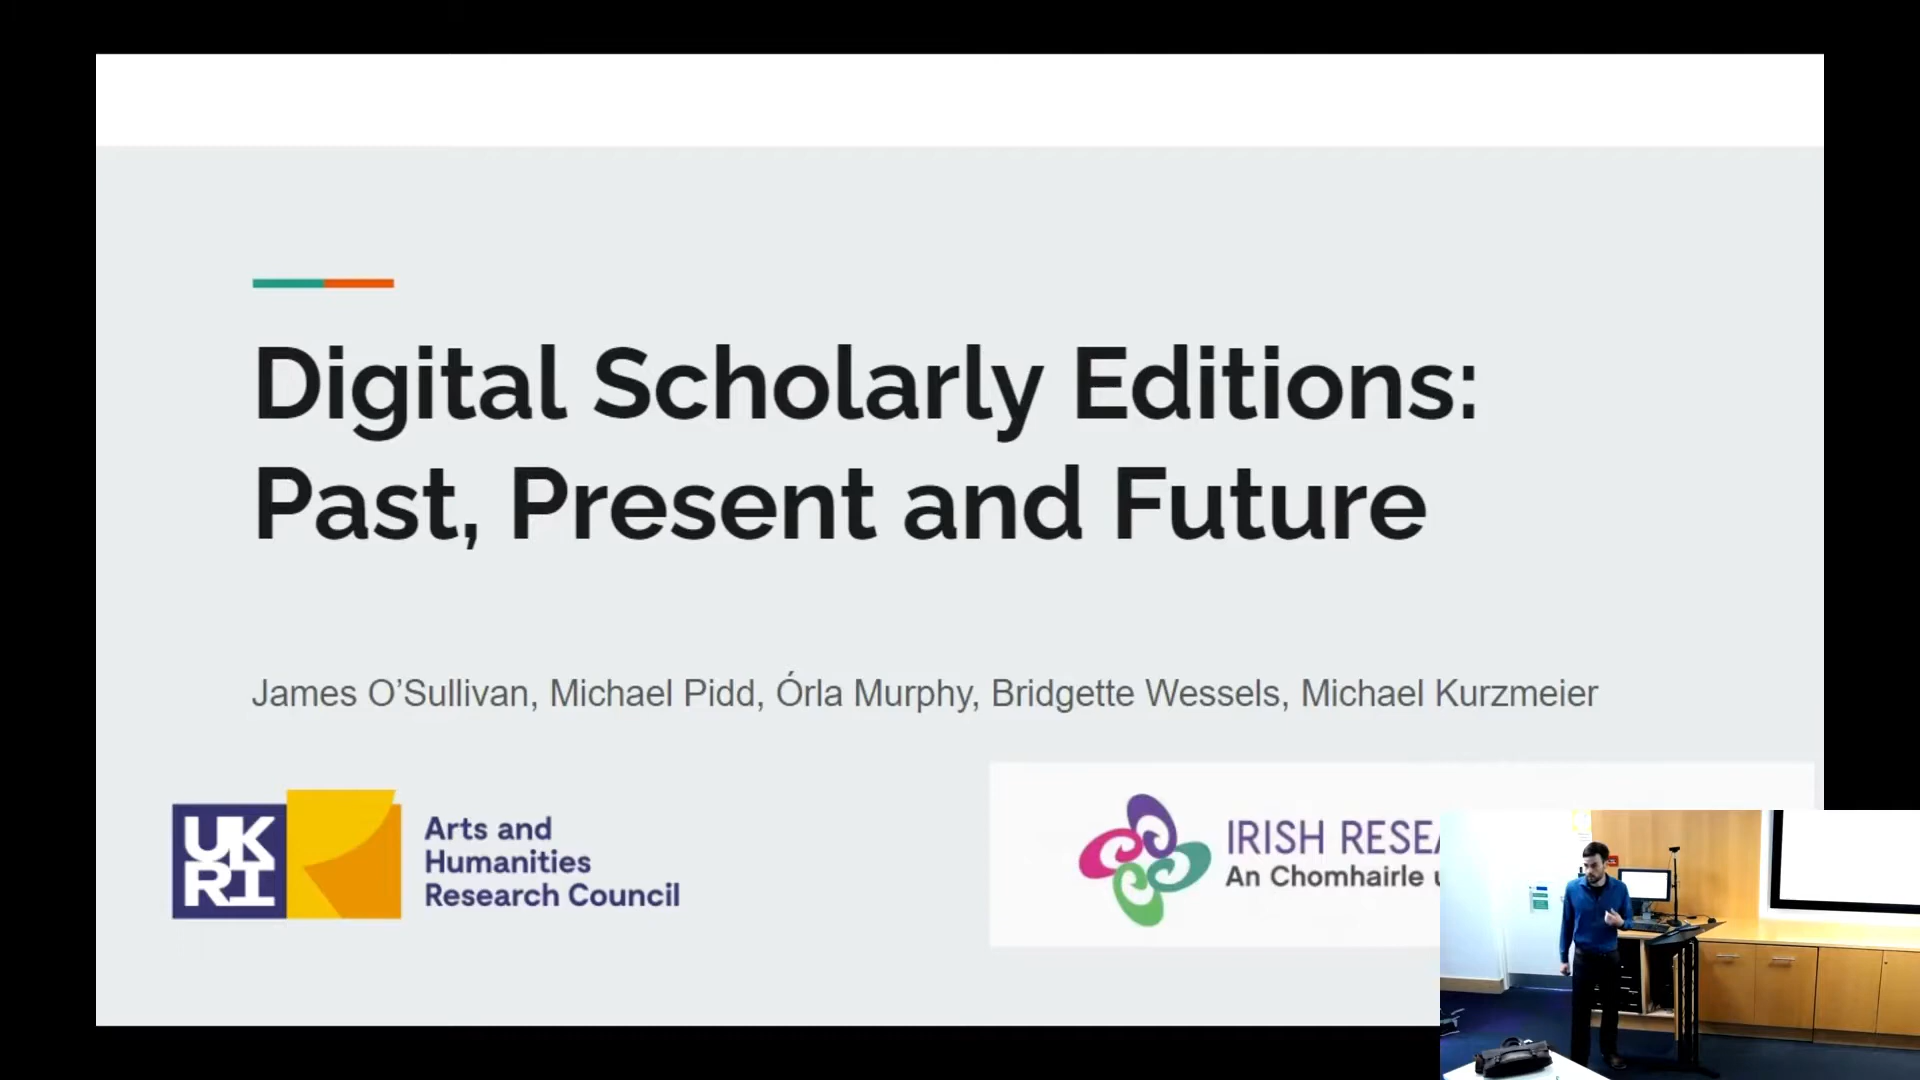 Digital Scholarly Editions:
Past, Present and Future
James O'Sullivan, Michael Pidd, Órla Murphy, Bridgette Wessels, Michael Kurzmeier
UK
RI
Arts and
Humanities
Research Council
IRISH
An Chomhairle